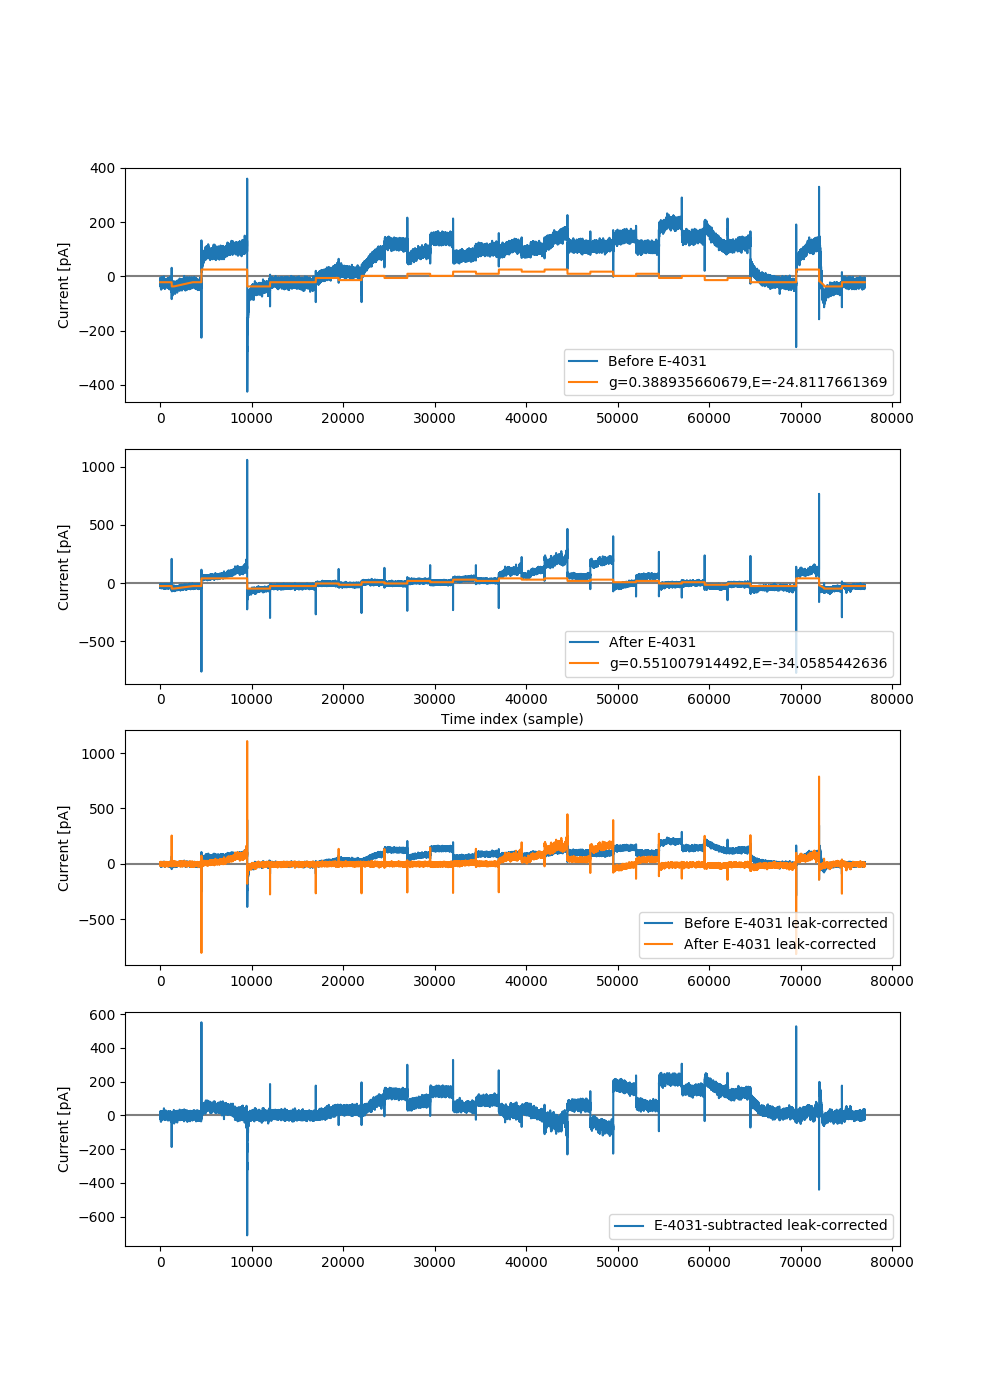 400
200
0
−200
−400
Current [pA]
Before E-4031
g=0.388935660679,E=-24.8117661369
0 10000 20000 30000 40000 50000 60000 70000 80000
1000
500
0
−500
Current [pA]
After E-4031
g=0.551007914492,E=-34.0585442636
0 10000 20000 30000 40000 50000 60000 70000 80000
Time index (sample)
1000
500
0
−500
Current [pA]
Before E-4031 leak-corrected
After E-4031 leak-corrected
0 10000 20000 30000 40000 50000 60000 70000 80000
600
400
200
0
−200
−400
−600
Current [pA]
E-4031-subtracted leak-corrected
0 10000 20000 30000 40000 50000 60000 70000 80000